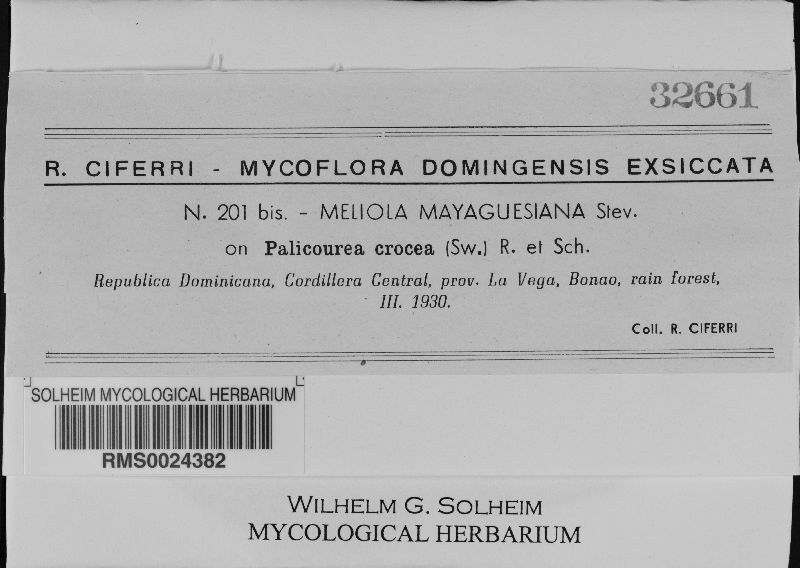 32661
R. CIFERRI - MYCOFLORA DOMINGENSIS EXSICCATA
N. 201 bis. - MELIOLA MAYAGUESIANA Stev.
on Palicourea crocea (Sw.) R. et Sch.
Republica Dominicana, Cordillera Central, prov. La Vega, Bonao, rain forest,
III. 1930.
Coll. R. CIFERRI
SOLHEIM MYCOLOGICAL HERBARIUM
RMS0024382
WILHELM G. SOLHEIM
MYCOLOGICAL HERBARIUM